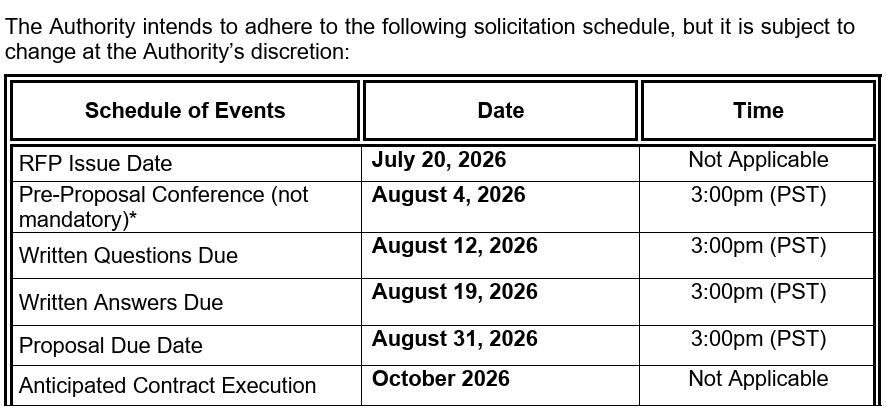 The Authority intends to adhere to the following solicitation schedule, but it is subject to
change at the Authority’s discretion:
Schedule of Events Date Time
RFP Issue Date July 20, 2026 Not Applicable
Pre-Proposal Conference (not
mandatory)* August 4, 2026 3:00pm (PST)
Written Questions Due August 12, 2026 3:00pm (PST)
Written Answers Due August 19, 2026 3:00pm (PST)
Proposal Due Date August 31, 2026 3:00pm (PST)
Anticipated Contract Execution October 2026 Not Applicable